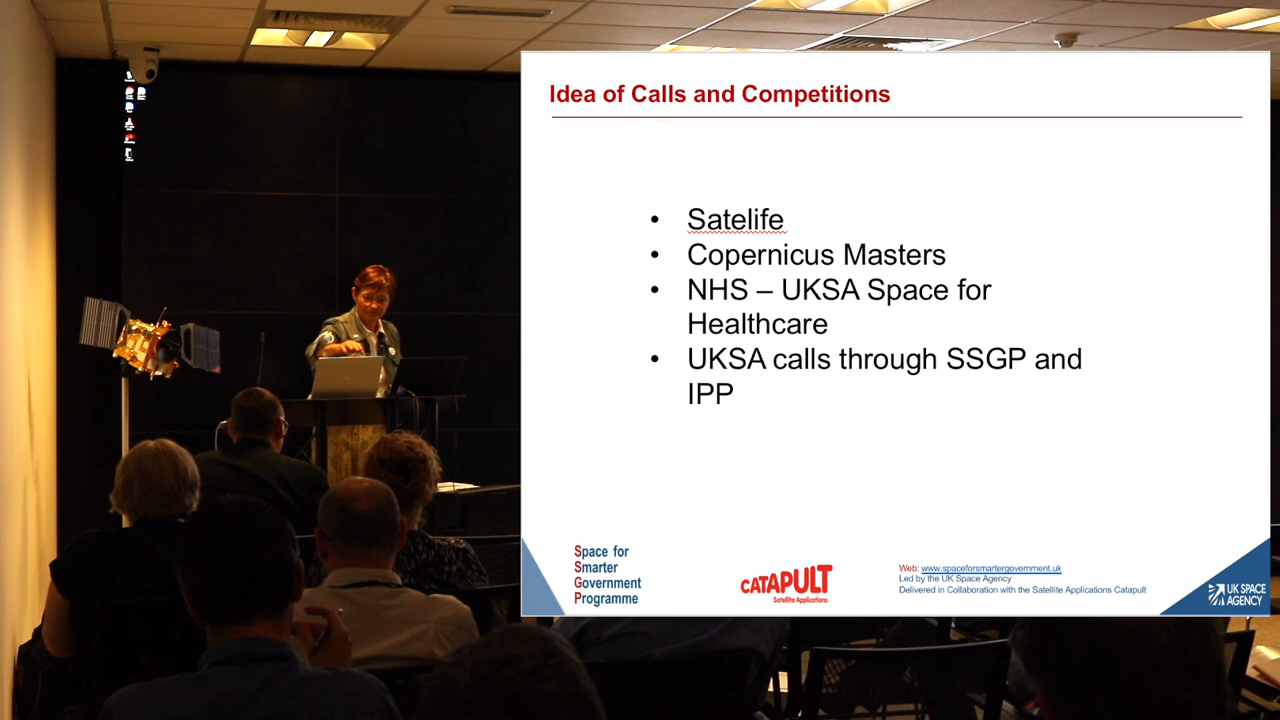 Idea of Calls and Competitions
• Satelife
• Copernicus Masters
• NHS – UKSA Space for
Healthcare
• UKSA calls through SSGP and
IPP
Space for
Smarter
Government
Programme
CATAPULT
Satellite Applications
Web: www.spaceforsmartergovernment.uk
Led by the UK Space Agency
Delivered in Collaboration with the Satellite Applications Catapult
UK SPACE
AGENCY